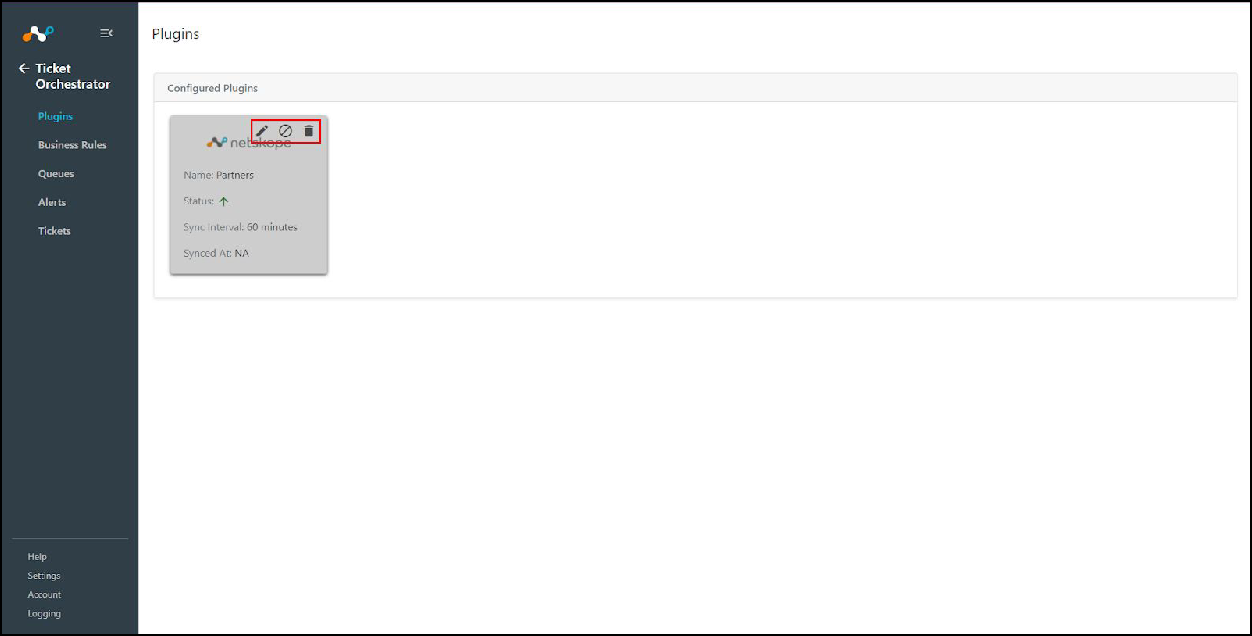 Ticket
Orchestrator
Plugins
Business Rules
Queues
Alerts
Tickets
Help
Settings
Account
Logging
Plugins
Configured Plugins
netskope
Name: Partners
Status:
Sync Interval: 60 minutes
Synced At: NA